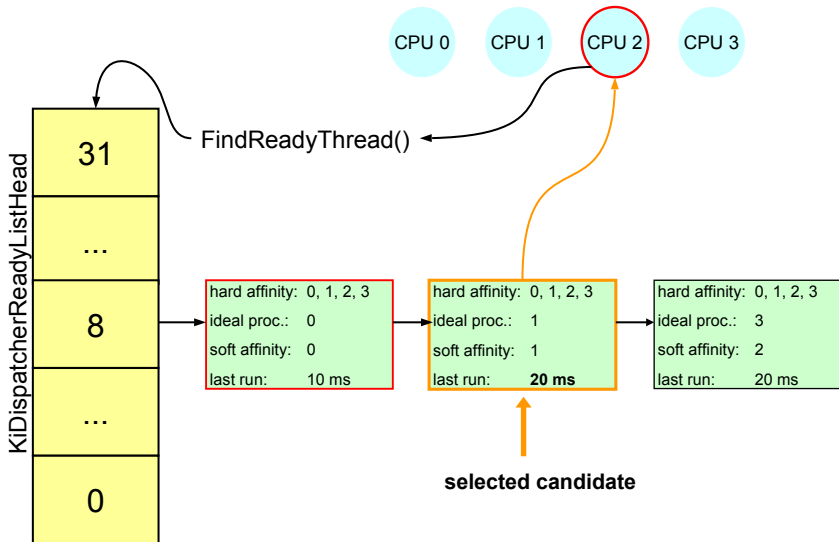 CPU 0 CPU 1 CPU 2 CPU 3
FindReadyThread()
KiDispatcherReadyListHead
31
...
8
...
0
hard affinity: 0, 1, 2, 3
ideal proc.: 0
soft affinity: 0
last run: 10 ms
hard affinity: 0, 1, 2, 3
ideal proc.: 1
soft affinity: 1
last run: 20 ms
hard affinity: 0, 1, 2, 3
ideal proc.: 3
soft affinity: 2
last run: 20 ms
selected candidate